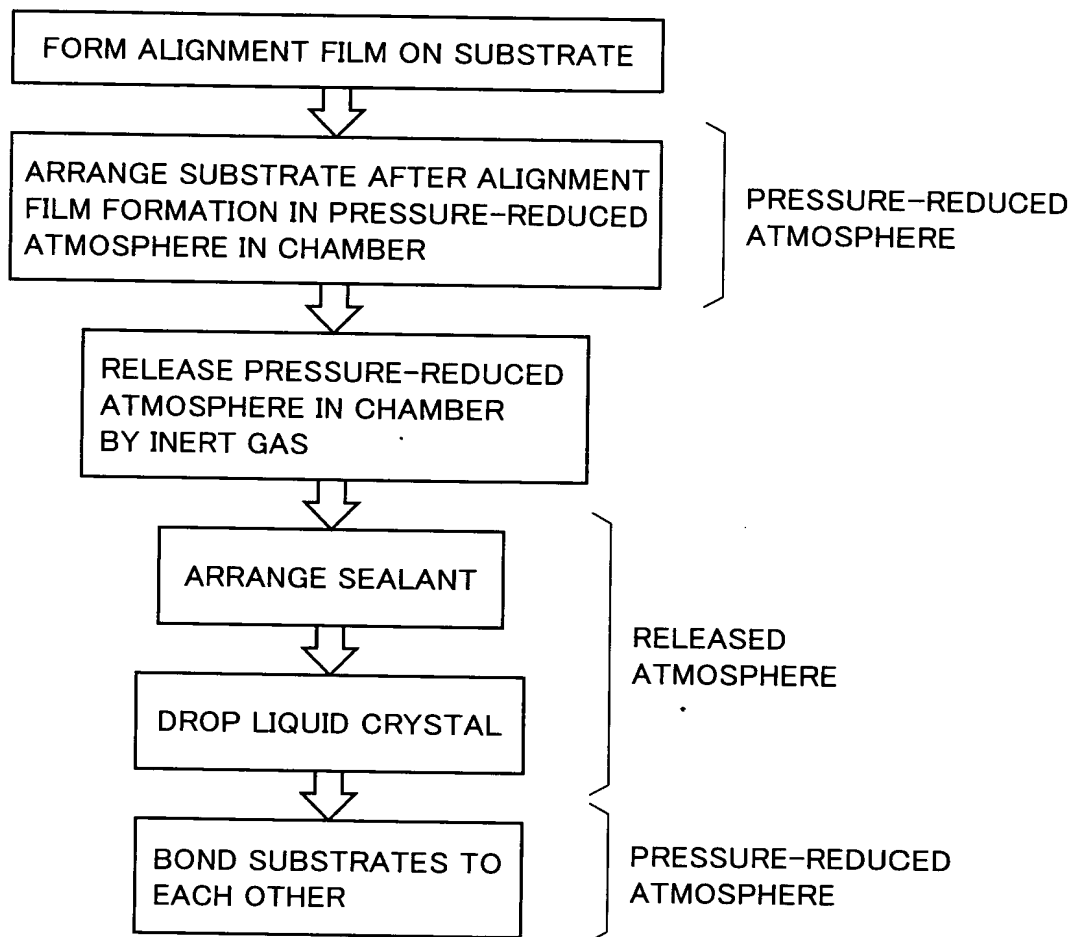 FORM ALIGNMENT FILM ON SUBSTRATE
ARRANGE SUBSTRATE AFTER ALIGNMENT
FILM FORMATION IN PRESSURE-REDUCED
ATMOSPHERE IN CHAMBER
PRESSURE-REDUCED
ATMOSPHERE
RELEASE PRESSURE-REDUCED
ATMOSPHERE IN CHAMBER
BY INERT GAS
ARRANGE SEALANT
DROP LIQUID CRYSTAL
RELEASED
ATMOSPHERE
BOND SUBSTRATES TO
EACH OTHER
PRESSURE-REDUCED
ATMOSPHERE